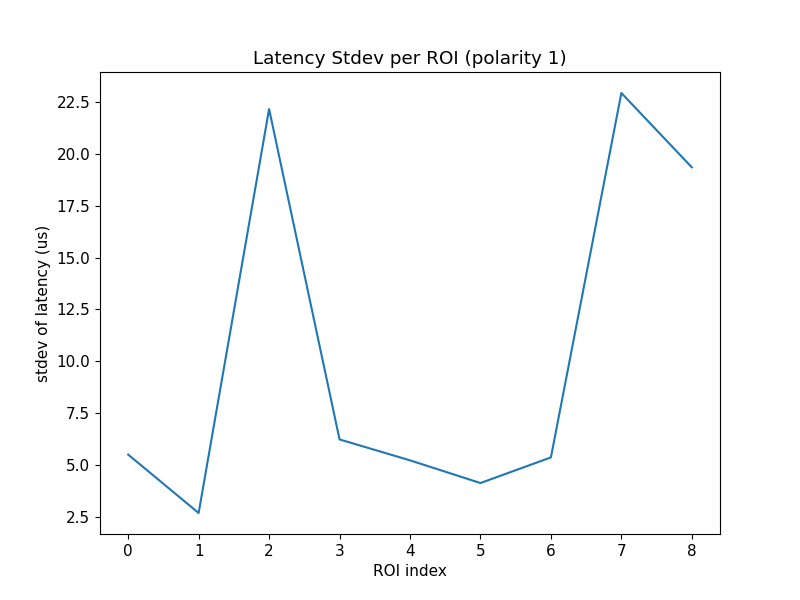 Latency Stdev per ROI (polarity 1)
stdev of latency (us)
22.5
20.0
17.5
15.0
12.5
10.0
7.5
5.0
2.5
0 1 2 3 4 5 6 7 8
ROI index